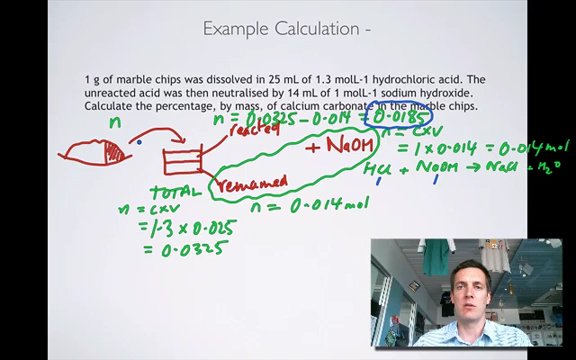 Example Calculation -
1 g of marble chips was dissolved in 25 mL of 1.3 molL-1 hydrochloric acid. The
unreacted acid was then neutralised by 14 mL of 1 molL-1 sodium hydroxide.
Calculate the percentage, by mass, of calcium carbonate in the marble chips.
n = 0.0325 - 0.014 = 0.0185
n
reacted
n = cxv
= 1 x 0.014 = 0.014 mol
+ NaOH
HCl + NaOH → NaCl + H2O
1 1
remained
TOTAL
n = 0.014 mol
n = cxv
= 1.3 x 0.025
= 0.0325